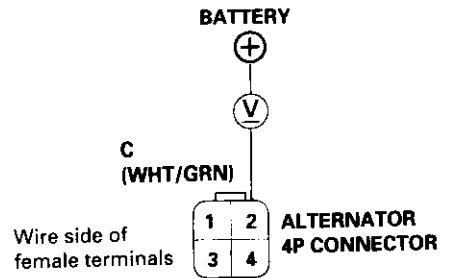 BATTERY
+
V
C
(WHT/GRN)
1 2
3 4
ALTERNATOR
4P CONNECTOR
Wire side of
female terminals